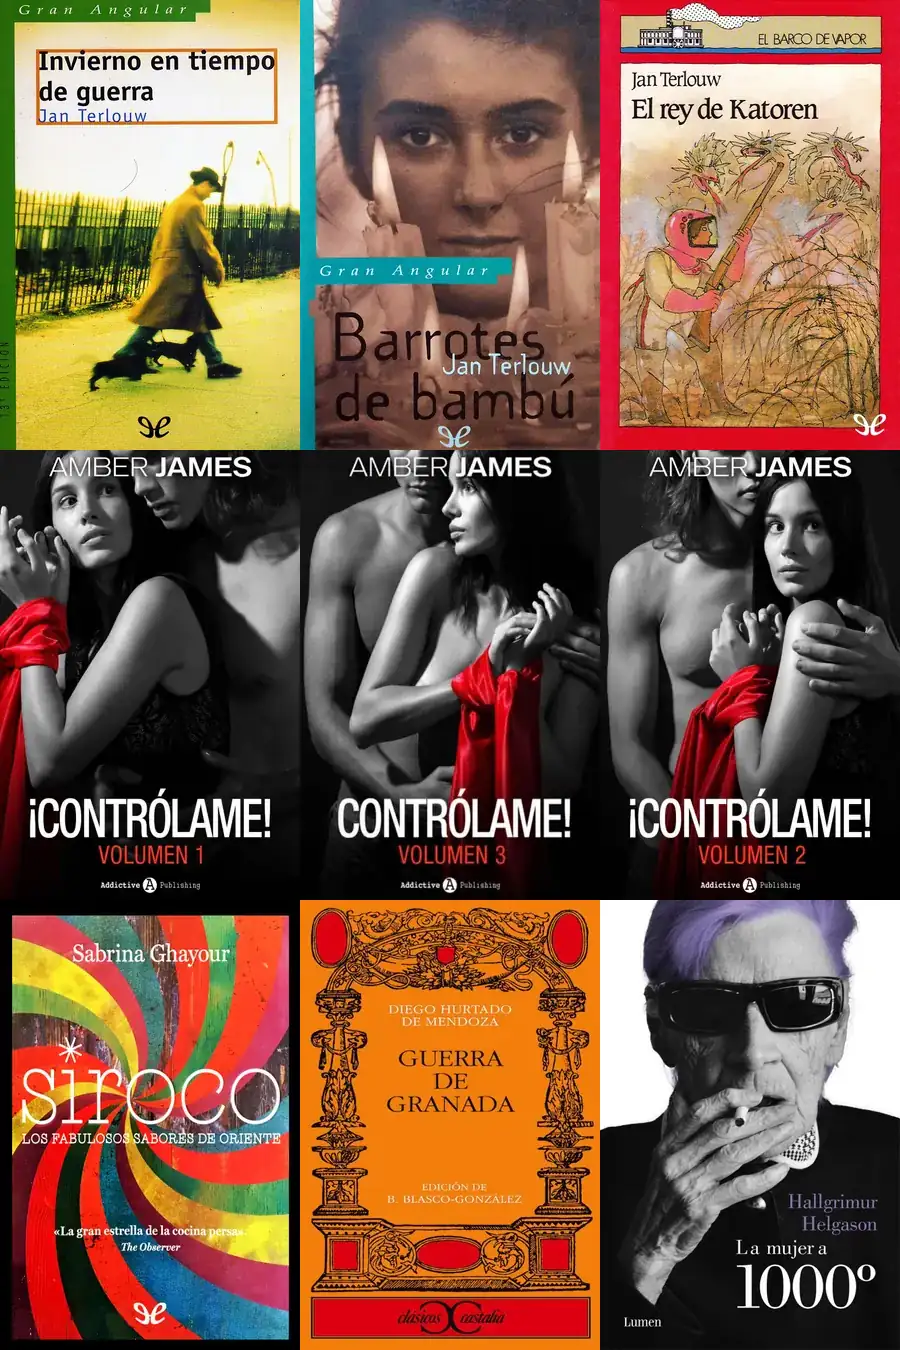 Gran Angular
Invierno en tiempo
de guerra
Jan Terlouw
13ª EDICIÓN
Gran Angular
Barrotes
Jan Terlouw
de bambú
EL BARCO DE VAPOR
Jan Terlouw
El rey de Katoren
AMBER JAMES
¡CONTRÓLAME!
VOLUMEN 1
Addictive A Publishing
AMBER JAMES
CONTRÓLAME!
VOLUMEN 3
Addictive A Publishing
AMBER JAMES
¡CONTRÓLAME!
VOLUMEN 2
Addictive A Publishing
Sabrina Ghayour
siroco
LOS FABULOSOS SABORES DE ORIENTE
«La gran estrella de la cocina persa».
The Observer
DIEGO HURTADO
DE MENDOZA
GUERRA
DE
GRANADA
EDICIÓN DE
B. BLASCO-GONZÁLEZ
clásicos castalia
Hallgrimur
Helgason
La mujer a
1000º
Lumen